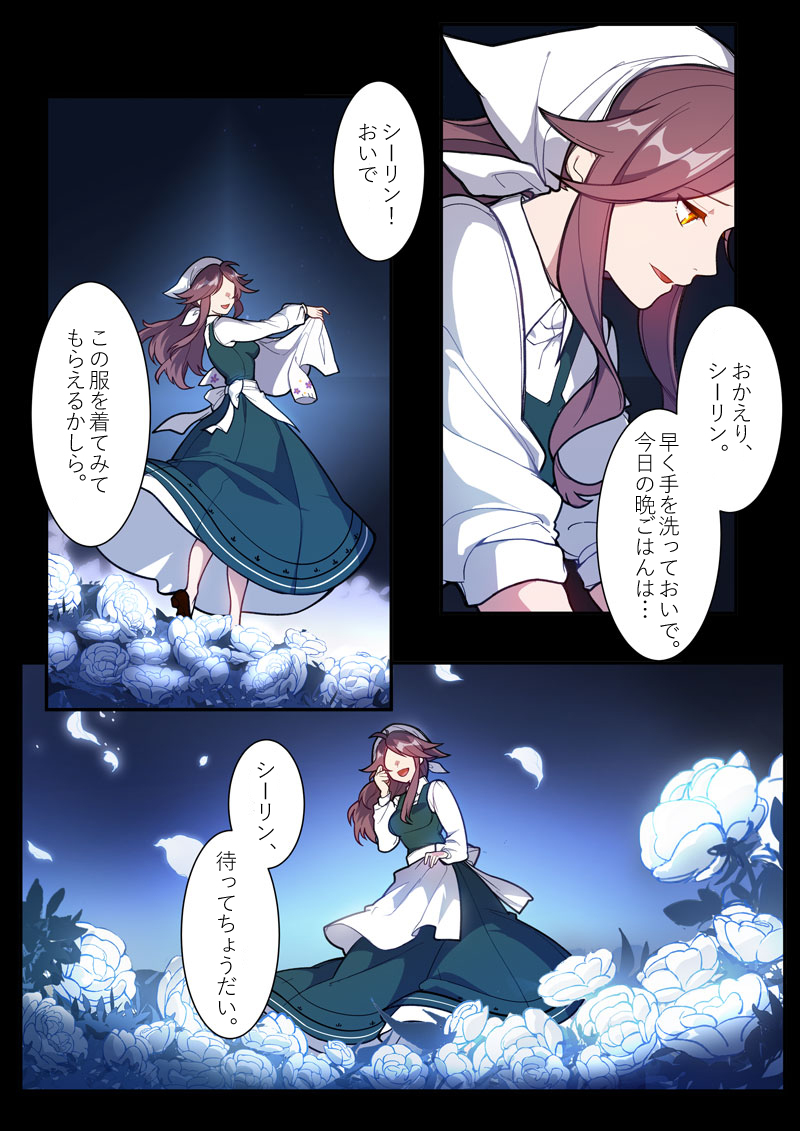 おかえり、
シーリン。
早く手を洗っておいで。
今日の晩ごはんは…
シーリン！
おいで
この服を着てみて
もらえるかしら。
シーリン、
待ってちょうだい。